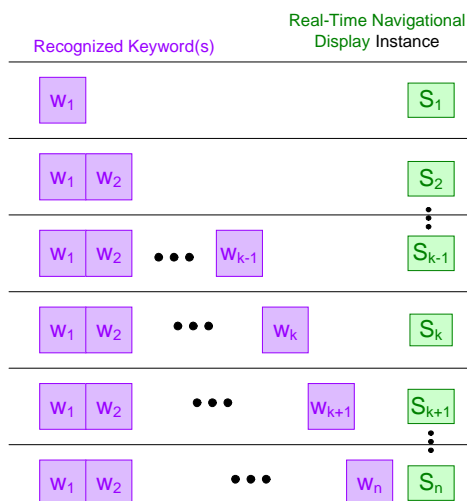 Recognized Keyword(s)
Real-Time Navigational
Display Instance
w₁ S₁
w₁ w₂ S₂
w₁ w₂ ••• wₖ₋₁ Sₖ₋₁
w₁ w₂ ••• wₖ Sₖ
w₁ w₂ ••• wₖ₊₁ Sₖ₊₁
w₁ w₂ ••• wₙ Sₙ